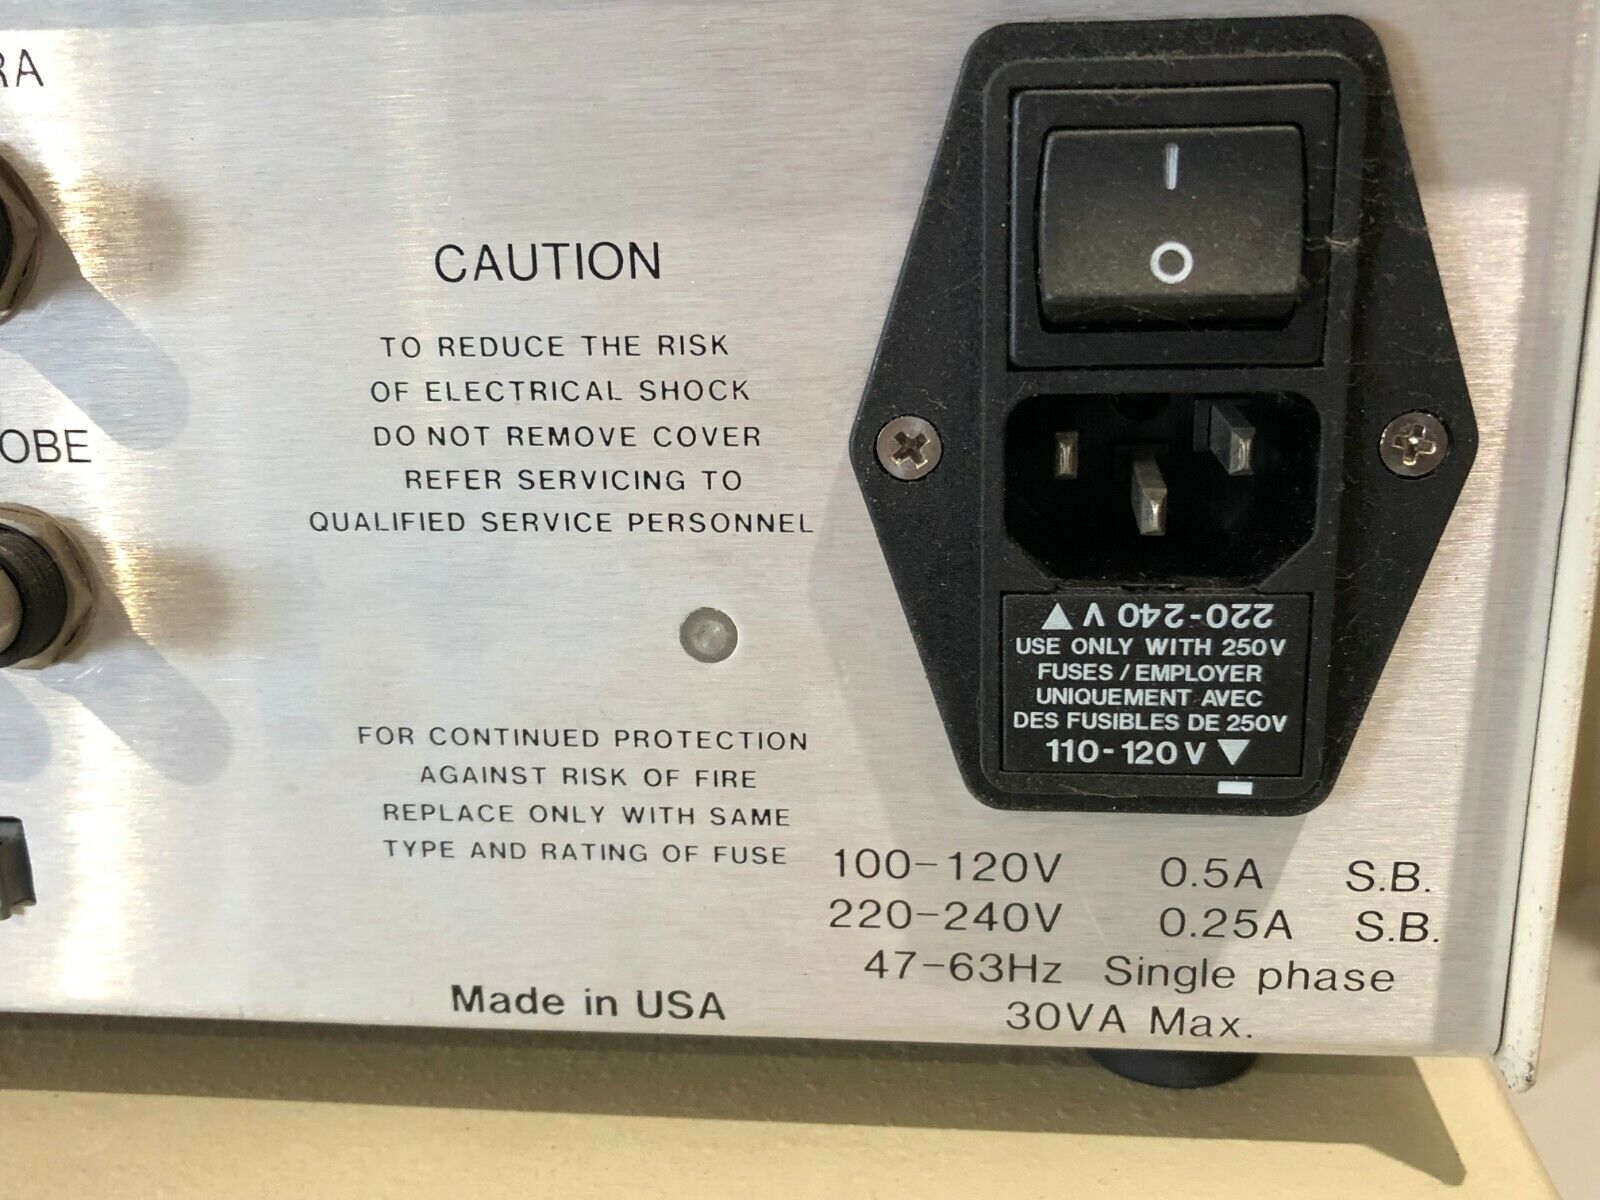 RA
CAUTION
TO REDUCE THE RISK
OF ELECTRICAL SHOCK
DO NOT REMOVE COVER
REFER SERVICING TO
QUALIFIED SERVICE PERSONNEL
OBE
FOR CONTINUED PROTECTION
AGAINST RISK OF FIRE
REPLACE ONLY WITH SAME
TYPE AND RATING OF FUSE
Made in USA
I
O
220-240 V ▼
USE ONLY WITH 250V
FUSES / EMPLOYER
UNIQUEMENT AVEC
DES FUSIBLES DE 250V
110-120 V ▼
100-120V 0.5A S.B.
220-240V 0.25A S.B.
47-63Hz Single phase
30VA Max.